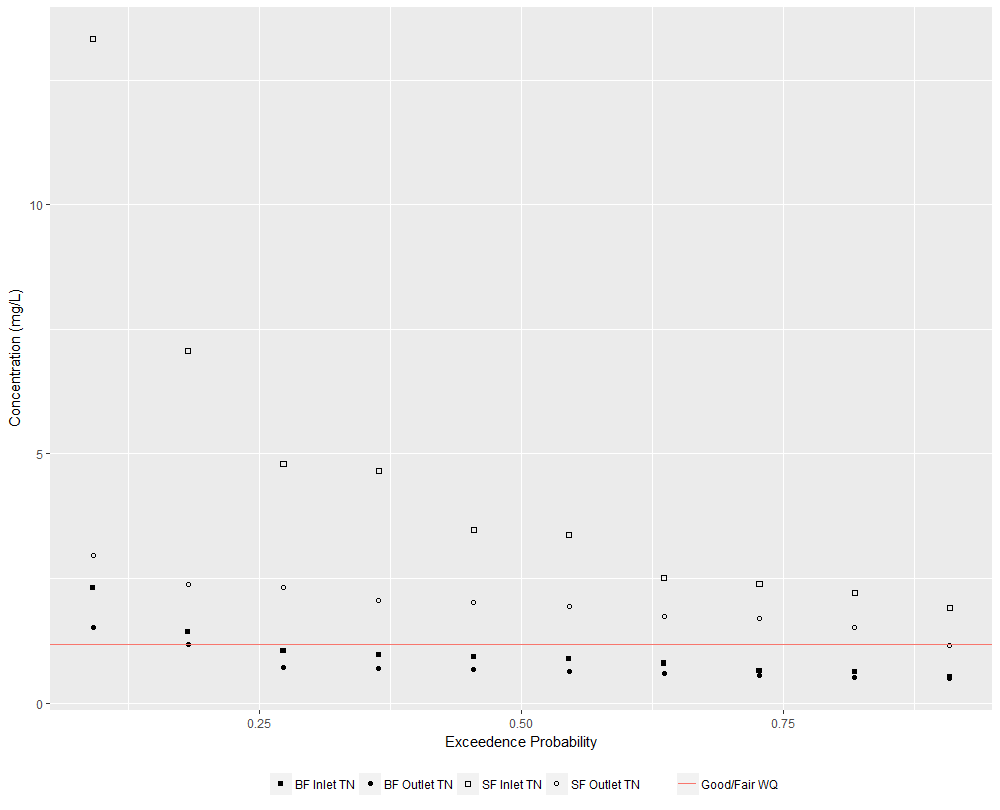 10
5
0
Concentration (mg/L)
0.25 0.50 0.75
Exceedence Probability
BF Inlet TN BF Outlet TN SF Inlet TN SF Outlet TN Good/Fair WQ